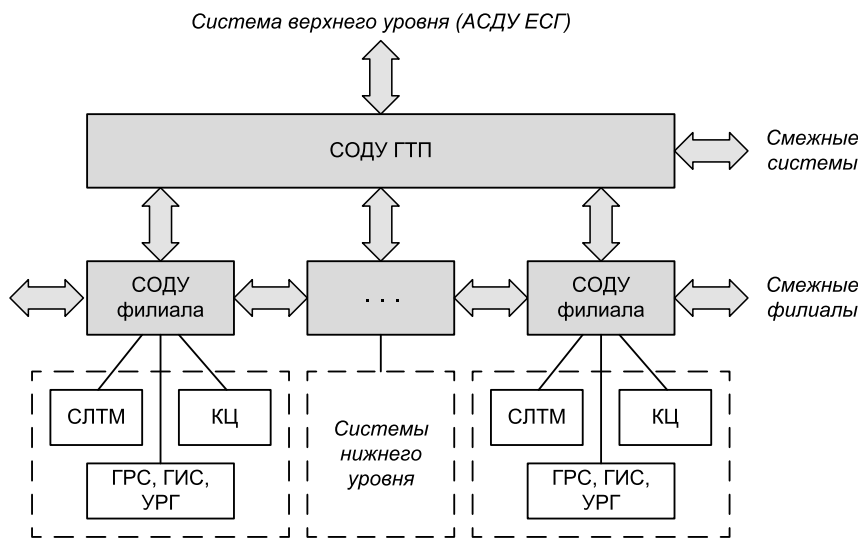 Система верхнего уровня (АСДУ ЕСГ)
СОДУ ГТП
Смежные
системы
СОДУ
филиала
. . .
СОДУ
филиала
Смежные
филиалы
СЛТМ
КЦ
ГРС, ГИС,
УРГ
Системы
нижнего
уровня
СЛТМ
КЦ
ГРС, ГИС,
УРГ